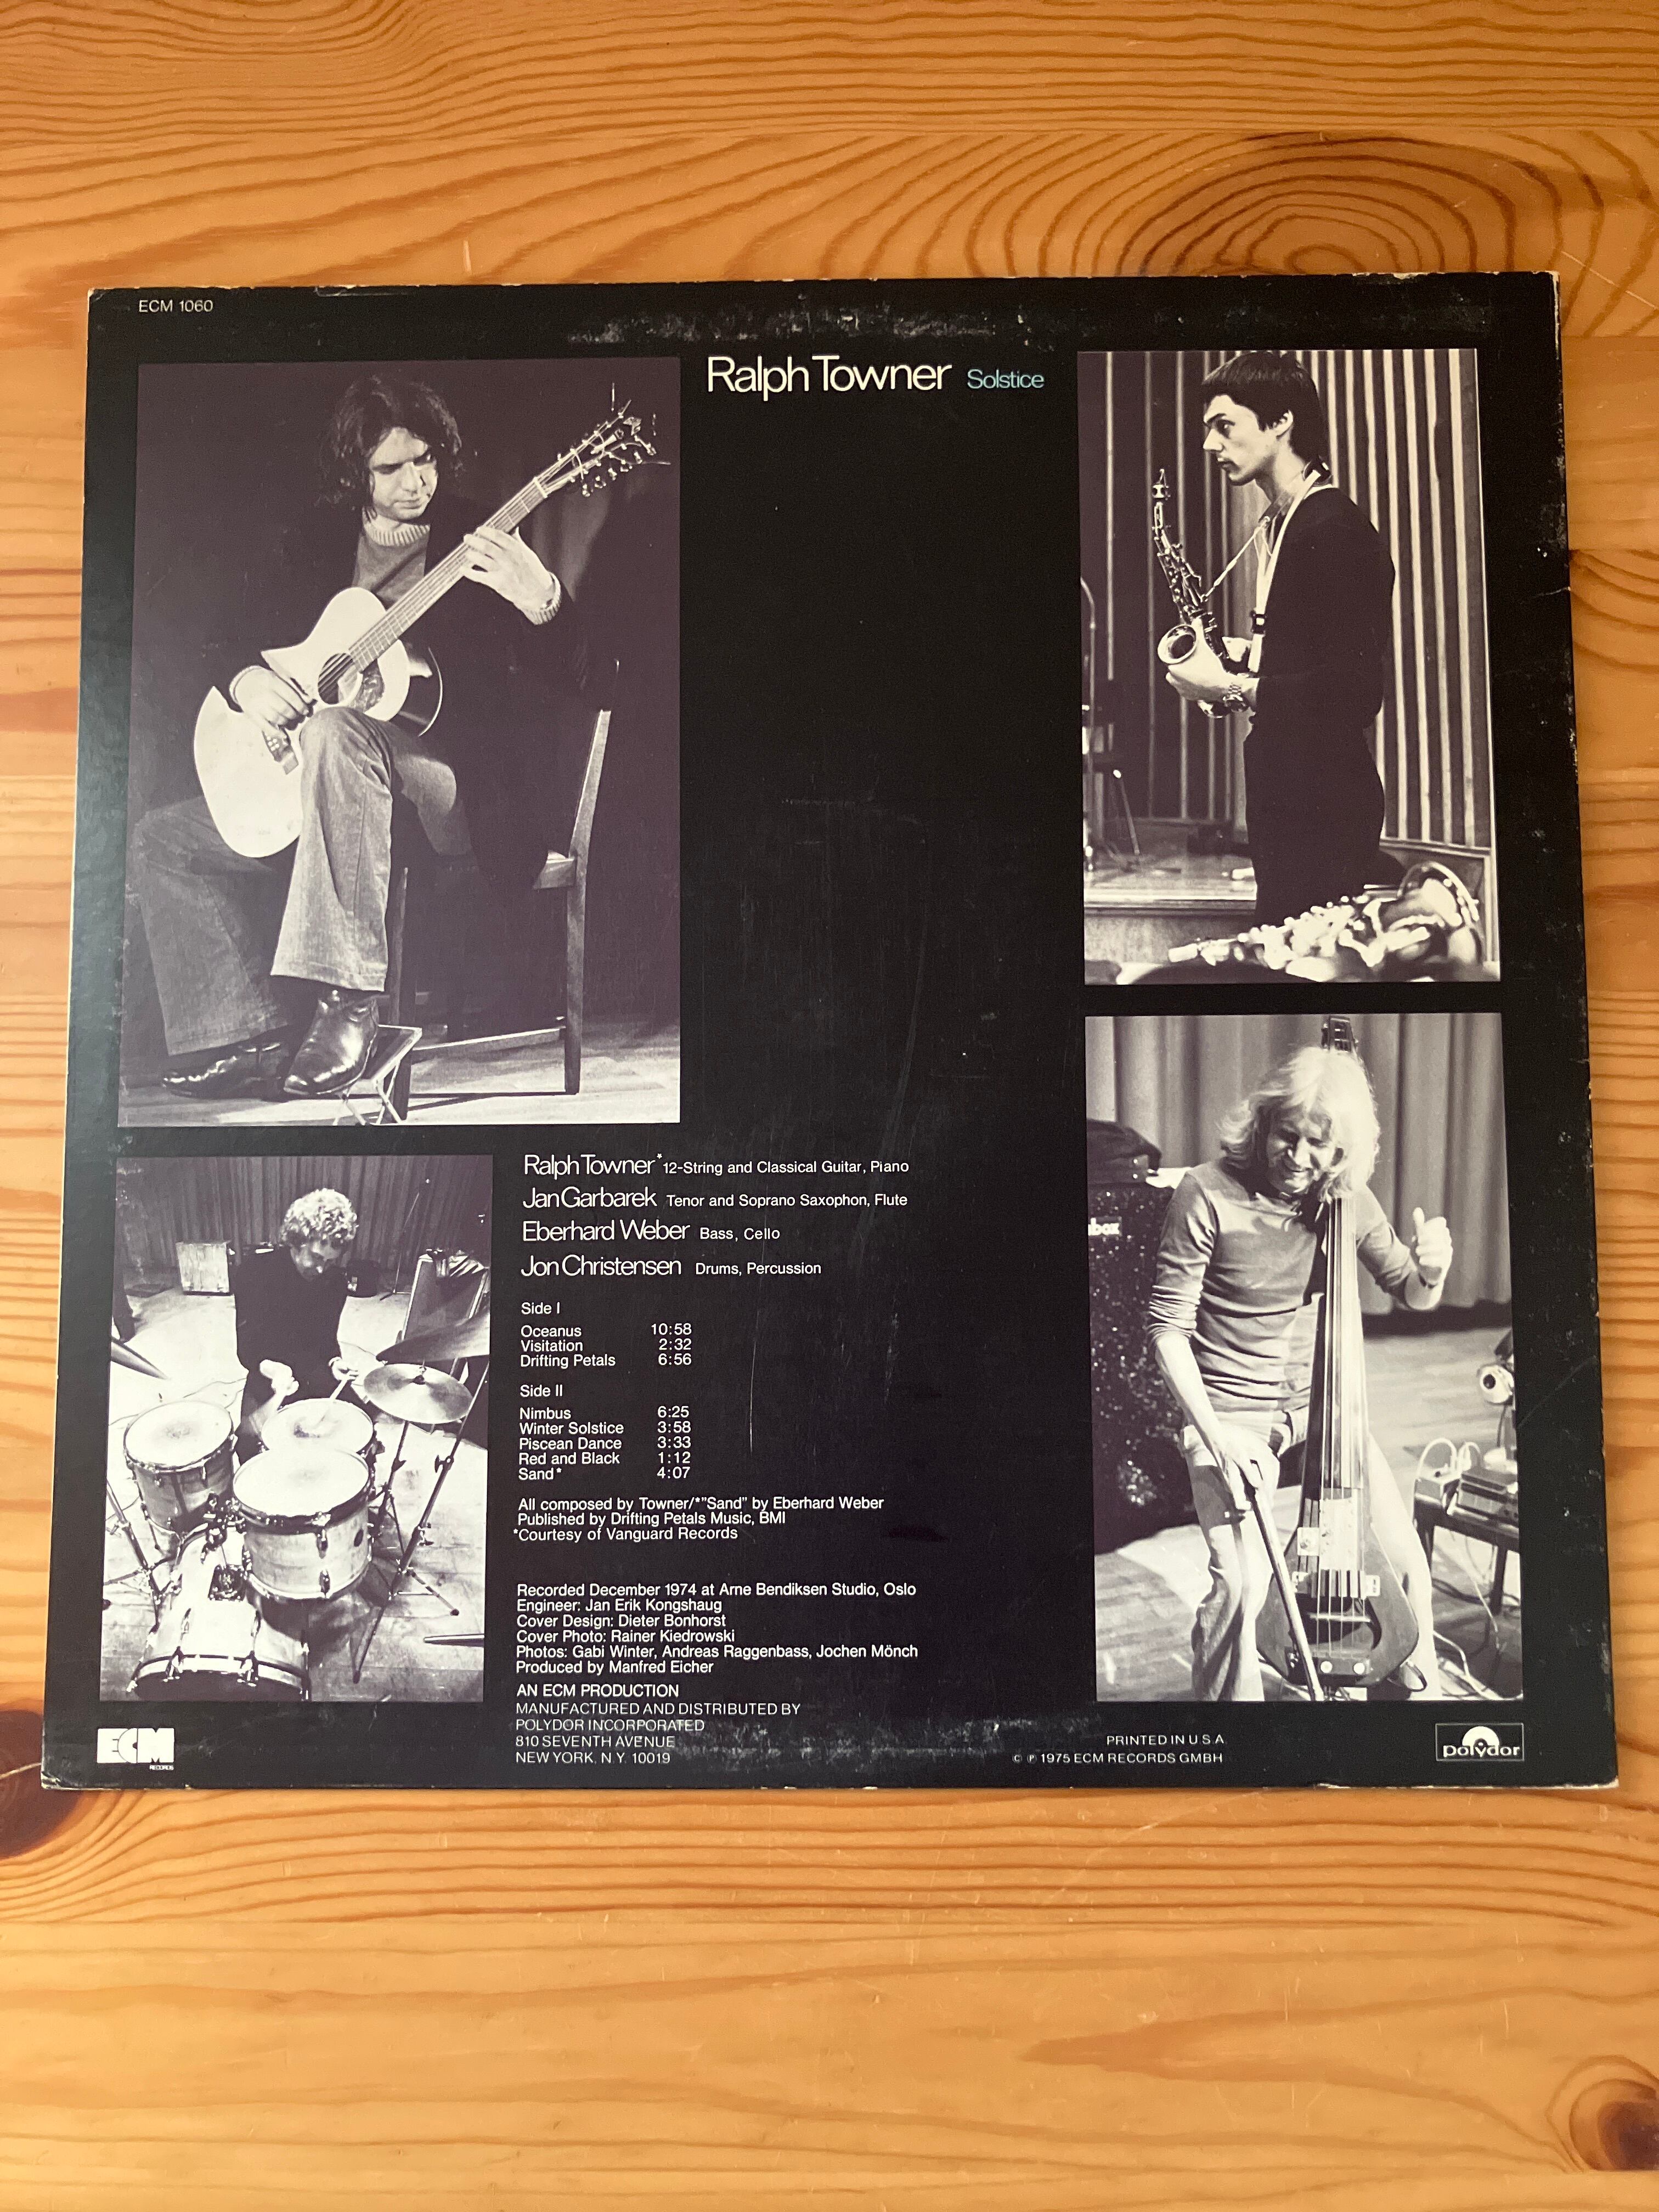 ECM 1060
Ralph Towner Solstice
box
Ralph Towner* 12-String and Classical Guitar, Piano
Jan Garbarek Tenor and Soprano Saxophon, Flute
Eberhard Weber Bass, Cello
Jon Christensen Drums, Percussion
Side I
Oceanus 10:58
Visitation 2:32
Drifting Petals 6:56
Side II
Nimbus 6:25
Winter Solstice 3:58
Piscean Dance 3:33
Red and Black 1:12
Sand* 4:07
All composed by Towner/*"Sand" by Eberhard Weber
Published by Drifting Petals Music, BMI
*Courtesy of Vanguard Records
Recorded December 1974 at Arne Bendiksen Studio, Oslo
Engineer: Jan Erik Kongshaug
Cover Design: Dieter Bonhorst
Cover Photo: Rainer Kiedrowski
Photos: Gabi Winter, Andreas Raggenbass, Jochen Mönch
Produced by Manfred Eicher
AN ECM PRODUCTION
MANUFACTURED AND DISTRIBUTED BY
POLYDOR INCORPORATED
810 SEVENTH AVENUE
NEW YORK, N.Y. 10019
ECM
RECORDS
PRINTED IN U.S.A.
© ℗ 1975 ECM RECORDS GMBH
polydor